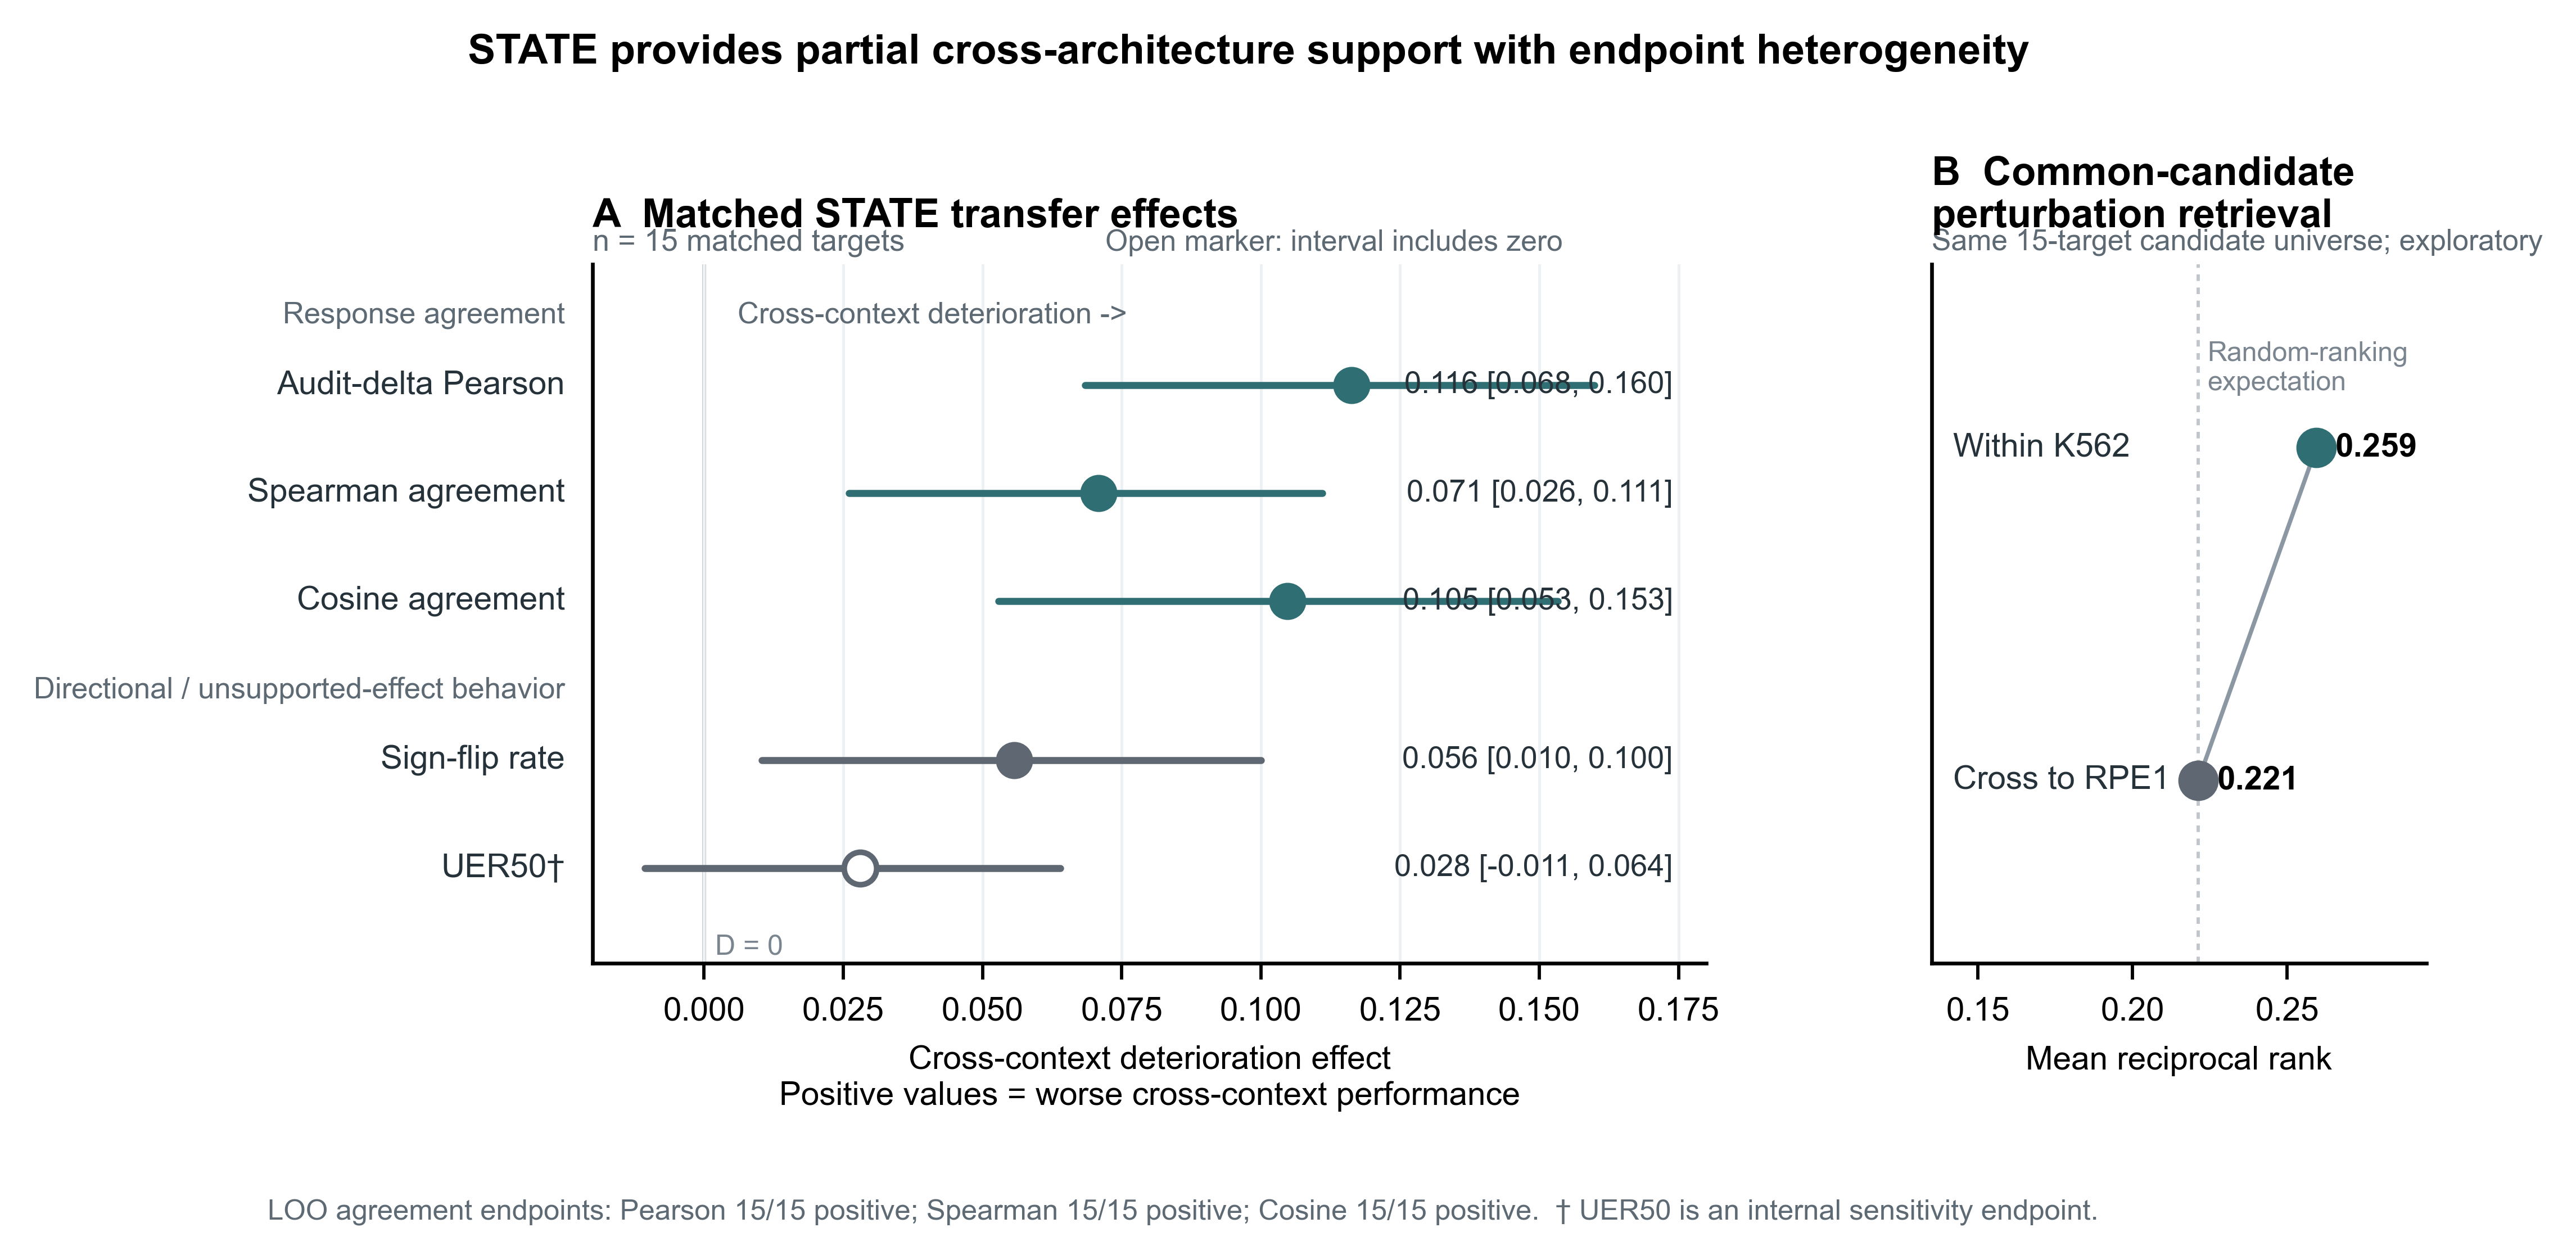 STATE provides partial cross-architecture support with endpoint heterogeneity
A Matched STATE transfer effects
n = 15 matched targets
Open marker: interval includes zero
Response agreement
Cross-context deterioration ->
Audit-delta Pearson
0.116 [0.068, 0.160]
Spearman agreement
0.071 [0.026, 0.111]
Cosine agreement
0.105 [0.053, 0.153]
Directional / unsupported-effect behavior
Sign-flip rate
0.056 [0.010, 0.100]
UER50†
0.028 [-0.011, 0.064]
D = 0
0.000 0.025 0.050 0.075 0.100 0.125 0.150 0.175
Cross-context deterioration effect
Positive values = worse cross-context performance
B Common-candidate
perturbation retrieval
Same 15-target candidate universe; exploratory
Random-ranking
expectation
Within K562
0.259
Cross to RPE1
0.221
0.15 0.20 0.25
Mean reciprocal rank
LOO agreement endpoints: Pearson 15/15 positive; Spearman 15/15 positive; Cosine 15/15 positive. † UER50 is an internal sensitivity endpoint.